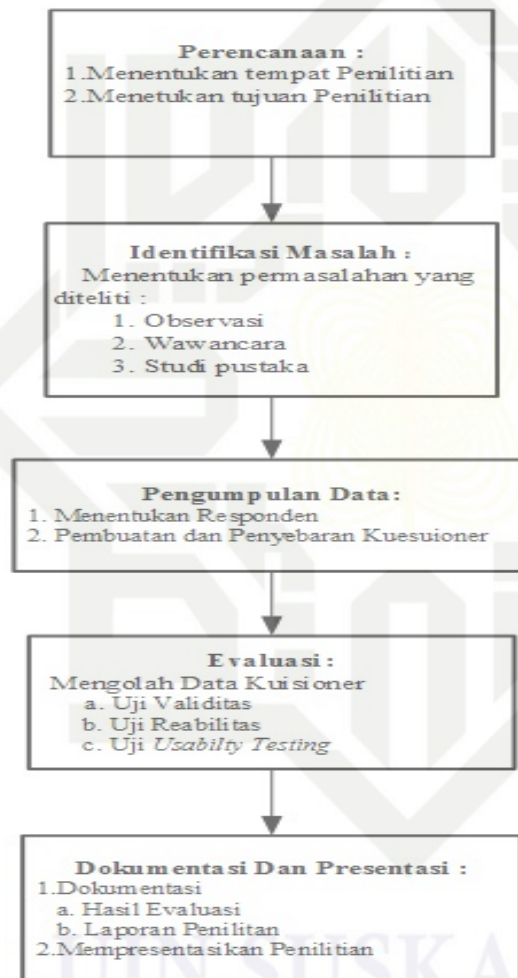 Perencanaan :
1.Menentukan tempat Penilitian
2.Menetukan tujuan Penilitian
Identifikasi Masalah :
Menentukan permasalahan yang
diteliti :
1. Observasi
2. Wawancara
3. Studi pustaka
Pengumpulan Data:
1. Menentukan Responden
2. Pembuatan dan Penyebaran Kuesuioner
Evaluasi :
Mengolah Data Kuisioner
a. Uji Validitas
b. Uji Reabilitas
c. Uji Usabilty Testing
Dokumentasi Dan Presentasi :
1.Dokumentasi
a. Hasil Evaluasi
b. Laporan Penilitan
2.Mempresentasikan Penilitian
UIN SUSKA